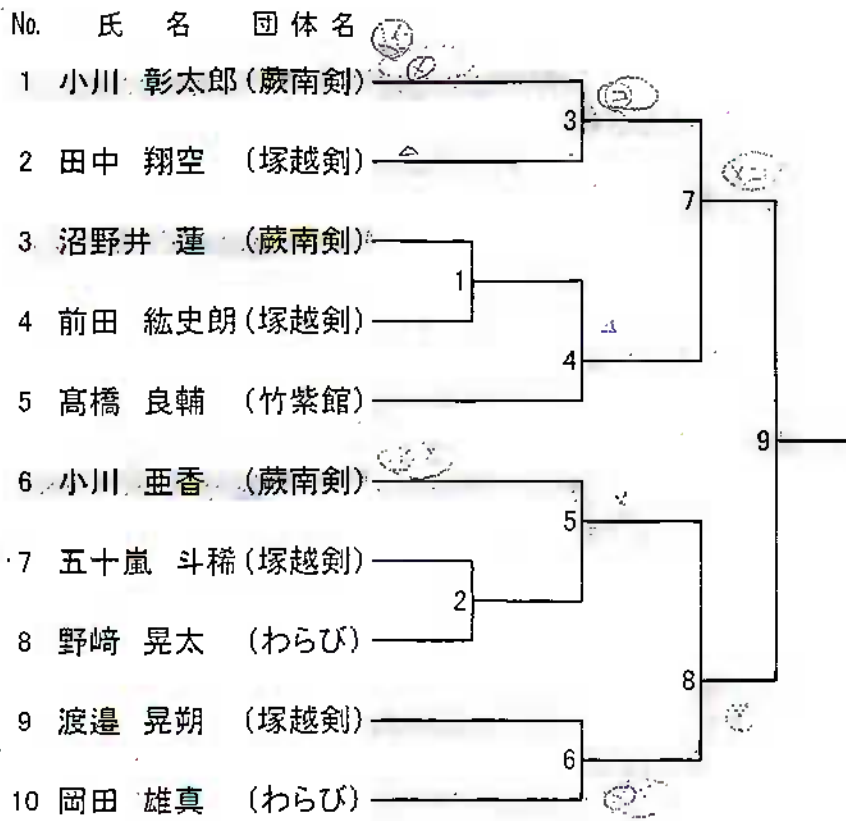 No. 氏 名 団 体 名
1 小川 彰太郎 (蕨南剣)
3
2 田中 翔空 (塚越剣)
7
3 沼野井 蓮 (蕨南剣)
1
4 前田 紘史朗 (塚越剣)
4
5 髙橋 良輔 (竹紫館)
9
6 小川 亜香 (蕨南剣)
5
7 五十嵐 斗稀 (塚越剣)
2
8 野﨑 晃太 (わらび)
8
9 渡邉 晃朔 (塚越剣)
6
10 岡田 雄真 (わらび)